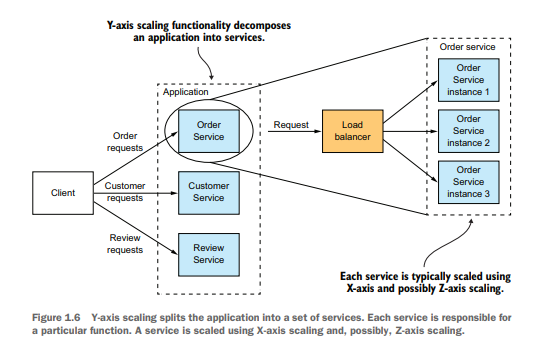 Y-axis scaling functionality decomposes
an application into services.
Order service
Application
Order
Service
instance 1
Order
Service
Request
Load
balancer
Order
Service
instance 2
Order
requests
Order
Service
instance 3
Client
Customer
requests
Customer
Service
Review
requests
Review
Service
Each service is typically scaled using
X-axis and possibly Z-axis scaling.
Figure 1.6 Y-axis scaling splits the application into a set of services. Each service is responsible for
a particular function. A service is scaled using X-axis scaling and, possibly, Z-axis scaling.